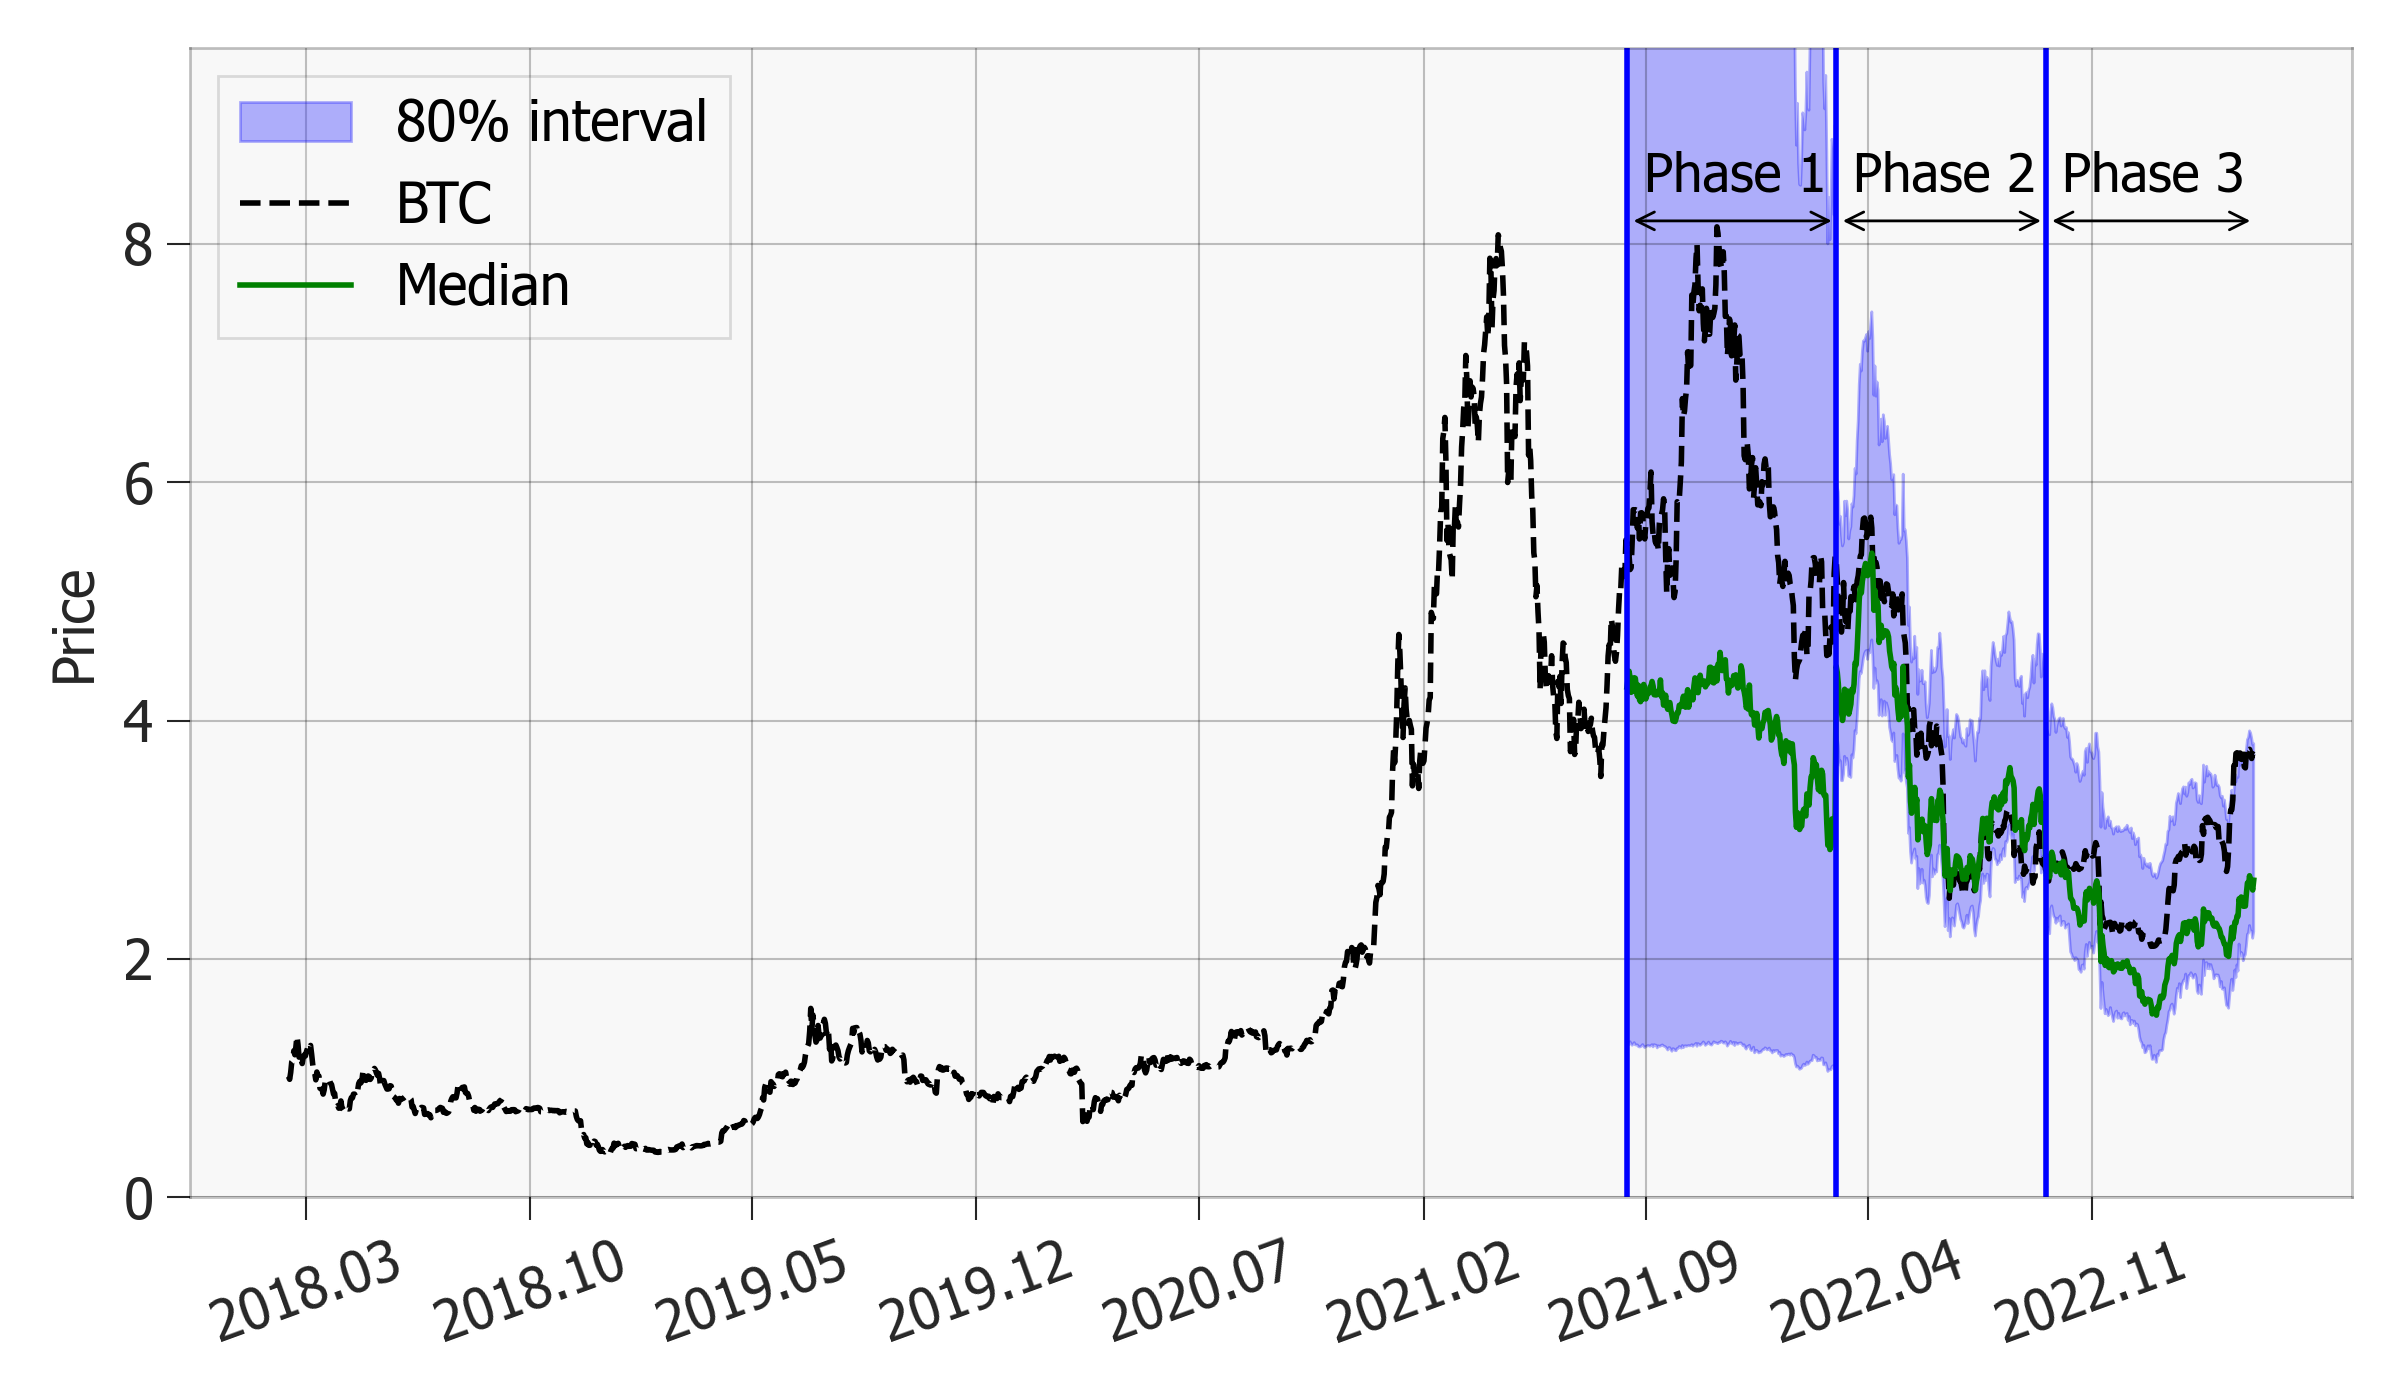 80% interval
BTC
Median
Phase 1
Phase 2
Phase 3
8
6
4
2
0
Price
2018.03
2018.10
2019.05
2019.12
2020.07
2021.02
2021.09
2022.04
2022.11